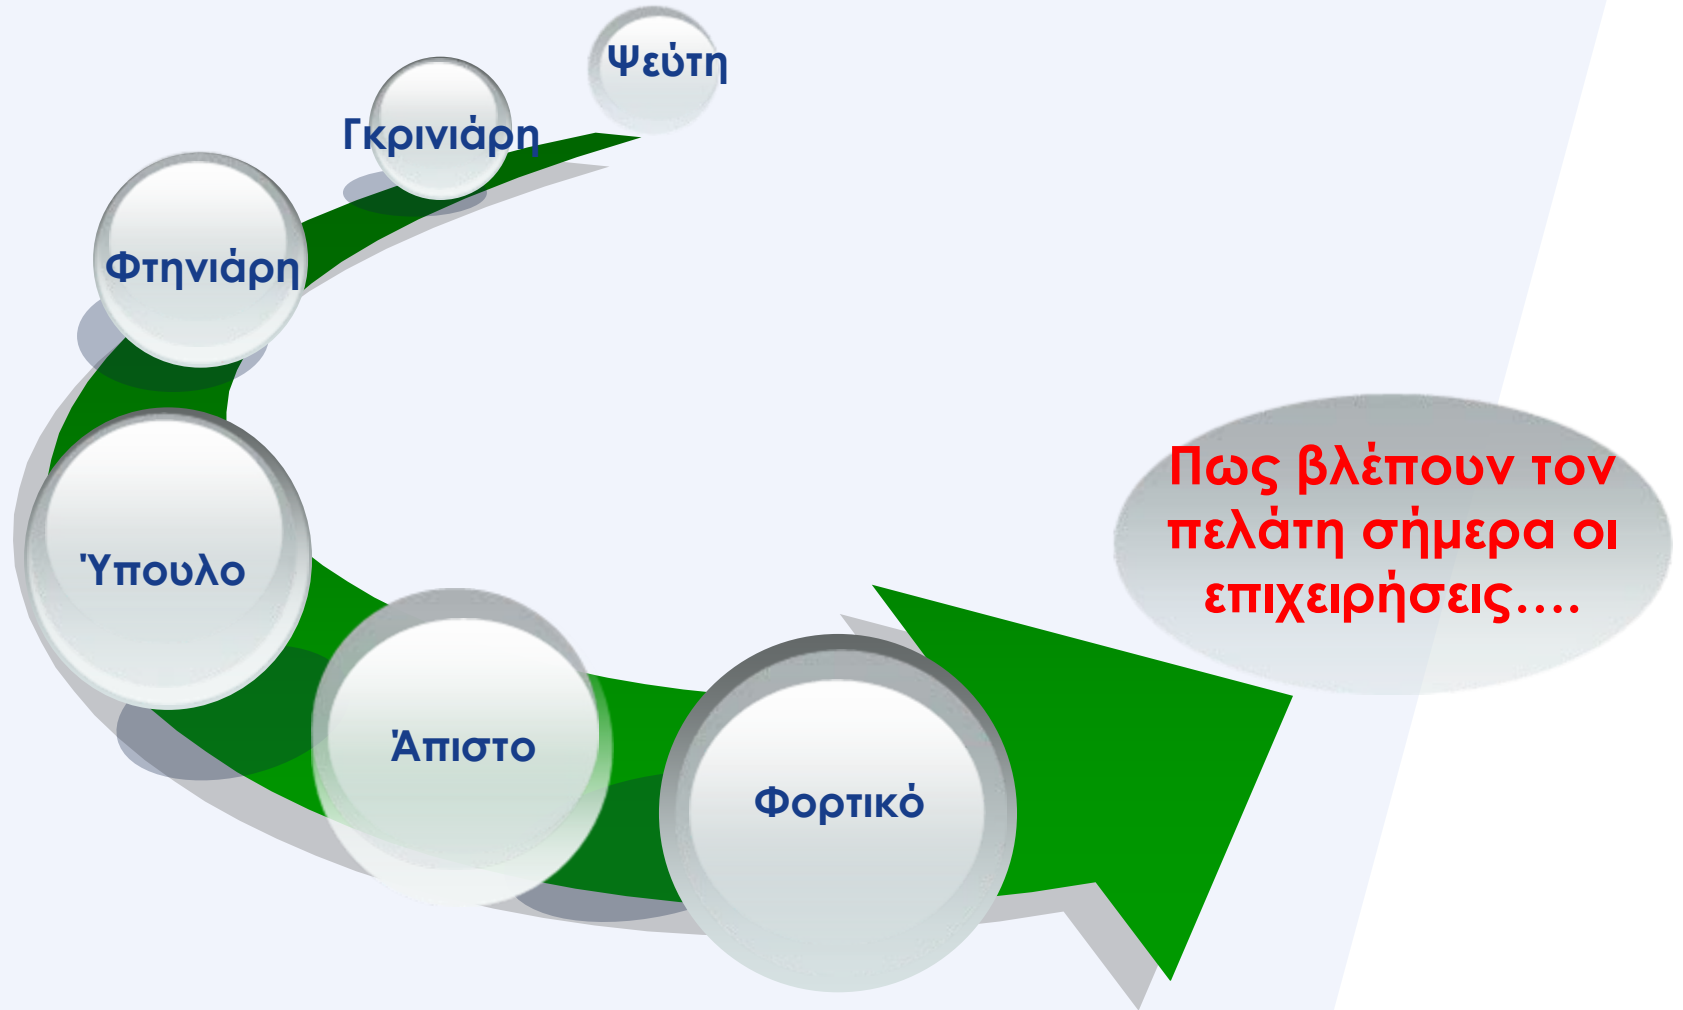 Ψεύτη
Γκρινιάρη
Φτηνιάρη
Ύπουλο
Άπιστο
Φορτικό
Πως βλέπουν τον
πελάτη σήμερα οι
επιχειρήσεις....